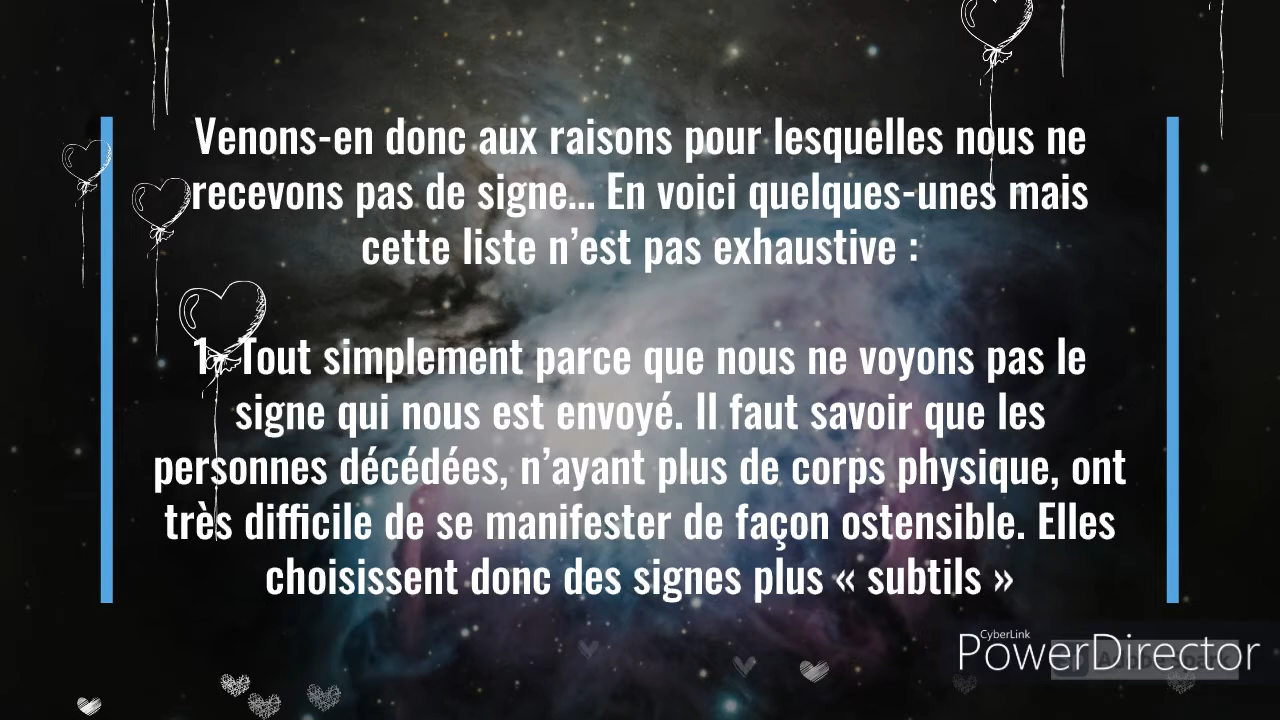 Venons-en donc aux raisons pour lesquelles nous ne
recevons pas de signe... En voici quelques-unes mais
cette liste n’est pas exhaustive :
1. Tout simplement parce que nous ne voyons pas le
signe qui nous est envoyé. Il faut savoir que les
personnes décédées, n’ayant plus de corps physique, ont
très difficile de se manifester de façon ostensible. Elles
choisissent donc des signes plus « subtils »
CyberLink
PowerDirector